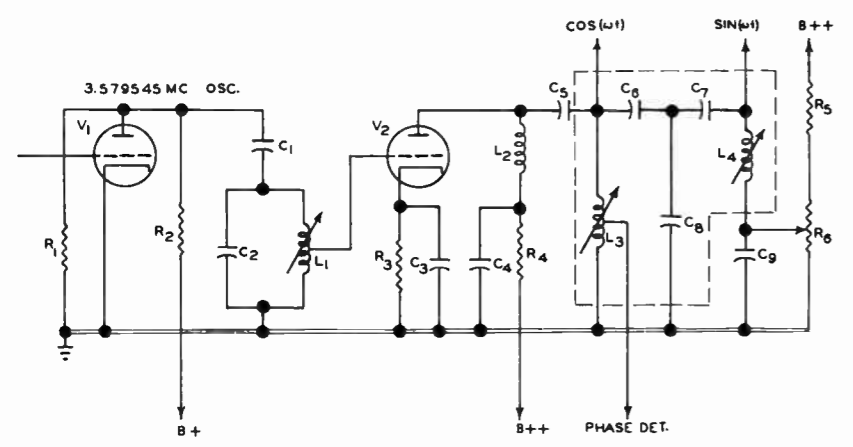 COS(ωt) SIN(ωt) B++
3.579545 MC OSC.
C5 C6 C7
R5
V1 C1 V2 L2 L4
R1 R2 C2 L1 R3 C3 C4 R4 L3 C8 R6
C9
B+ B++ PHASE DET.